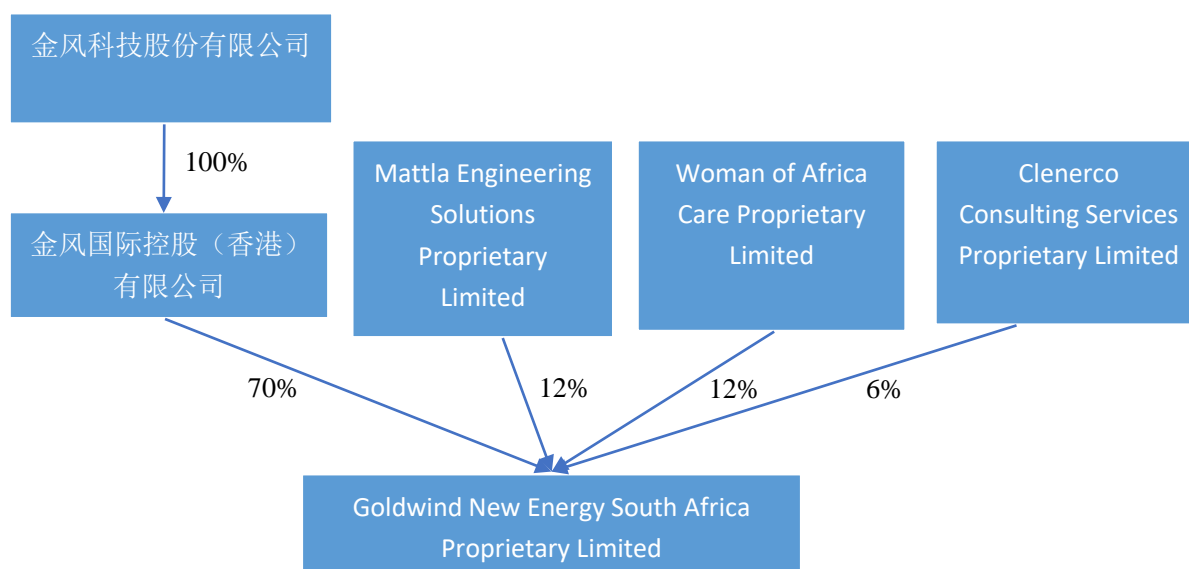 金风科技股份有限公司
100%
金风国际控股（香港）
有限公司
Mattla Engineering
Solutions
Proprietary
Limited
Woman of Africa
Care Proprietary
Limited
Clenerco
Consulting Services
Proprietary Limited
70%
12%
12%
6%
Goldwind New Energy South Africa
Proprietary Limited